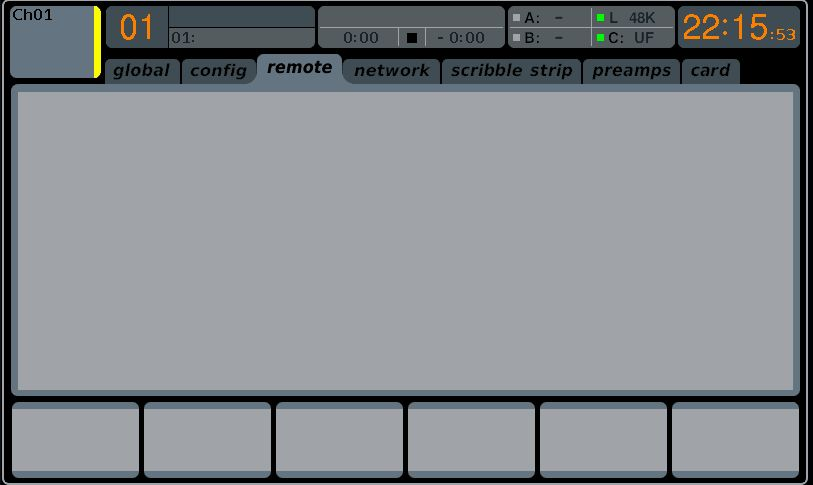 Ch01
01
01:
0:00 - 0:00
A: - L 48K
B: - C: UF
22:15:53
global config remote network scribble strip preamps card